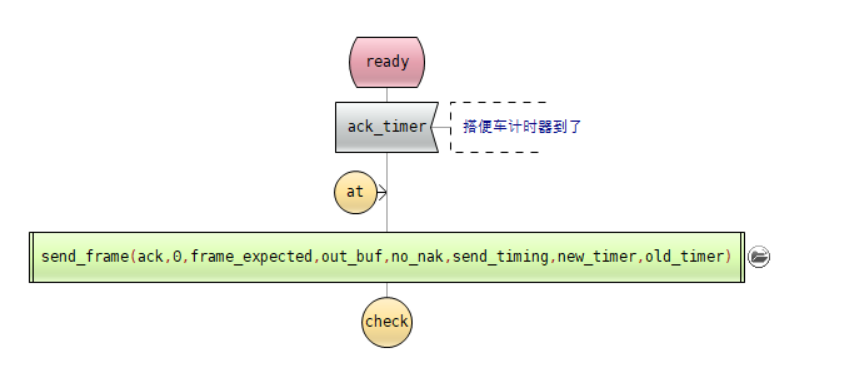 ready
ack_timer
搭便车计时器到了
at
send_frame(ack,0,frame_expected,out_buf,no_nak,send_timing,new_timer,old_timer)
check